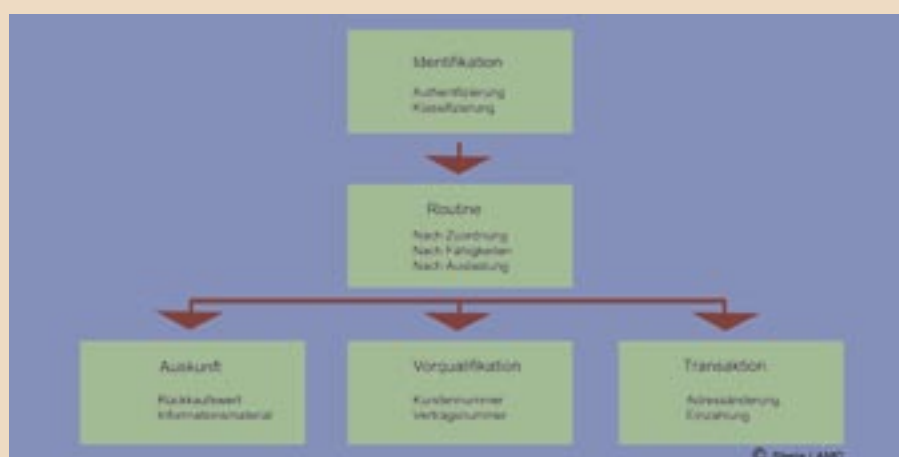 Identifikation
Authentifizierung
Klassifizierung
Routine
Nach Zuordnung
Nach Fähigkeiten
Nach Auslastung
Auskunft
Rückkaufswert
Informationsmaterial
Vorqualifikation
Kundennummer
Vertragsnummer
Transaktion
Adressänderung
Einzahlung
©